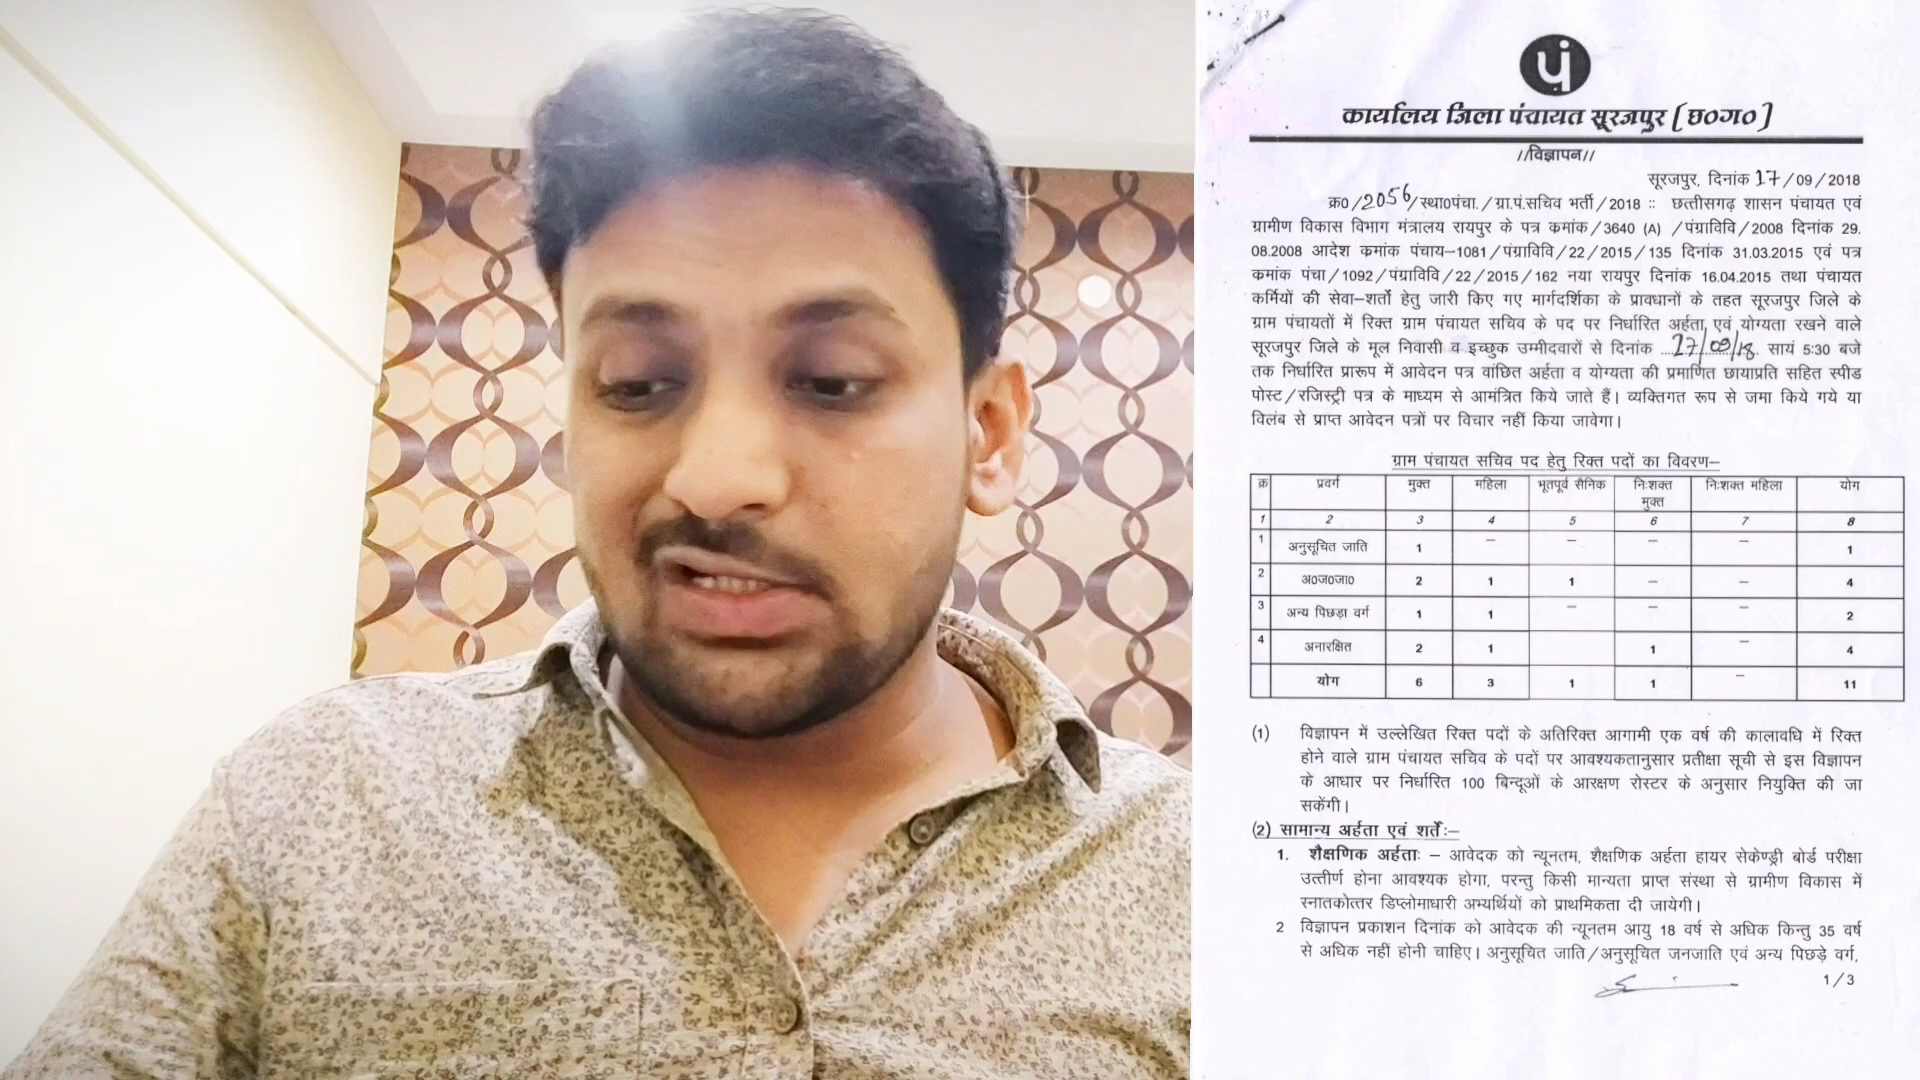 पं
कार्यालय जिला पंचायत सूरजपुर (छ०ग०)
//विज्ञापन//
सूरजपुर, दिनांक 17/09/2018
क्र0/2056/स्था0पंचा./ग्रा.पं.सचिव भर्ती/2018 :: छत्तीसगढ़ शासन पंचायत एवं
ग्रामीण विकास विभाग मंत्रालय रायपुर के पत्र कमांक/3640 (A) /पंग्राविवि/2008 दिनांक 29.
08.2008 आदेश कमांक पंचाय–1081/पंग्राविवि/22/2015/135 दिनांक 31.03.2015 एवं पत्र
कमांक पंचा/1092/पंग्राविवि/22/2015/162 नया रायपुर दिनांक 16.04.2015 तथा पंचायत
कर्मियों की सेवा–शर्तों हेतु जारी किए गए मार्गदर्शिका के प्रावधानों के तहत सूरजपुर जिले के
ग्राम पंचायतों में रिक्त ग्राम पंचायत सचिव के पद पर निर्धारित अर्हता एवं योग्यता रखने वाले
सूरजपुर जिले के मूल निवासी व इच्छुक उम्मीदवारों से दिनांक 27/09/18 सायं 5:30 बजे
तक निर्धारित प्रारूप में आवेदन पत्र वांछित अर्हता व योग्यता की प्रमाणित छायाप्रति सहित स्पीड
पोस्ट/रजिस्ट्री पत्र के माध्यम से आमंत्रित किये जाते हैं। व्यक्तिगत रूप से जमा किये गये या
विलंब से प्राप्त आवेदन पत्रों पर विचार नहीं किया जावेगा।
ग्राम पंचायत सचिव पद हेतु रिक्त पदों का विवरण–
क्र प्रवर्ग मुक्त महिला भूतपूर्व सैनिक निःशक्त मुक्त निःशक्त महिला योग
1 2 3 4 5 6 7 8
1 अनुसूचित जाति 1 – – – – 1
2 अ0ज0जा0 2 1 1 – – 4
3 अन्य पिछड़ा वर्ग 1 1 – – – 2
4 अनारक्षित 2 1 1 – 4
योग 6 3 1 1 – 11
(1) विज्ञापन में उल्लेखित रिक्त पदों के अतिरिक्त आगामी एक वर्ष की कालावधि में रिक्त
होने वाले ग्राम पंचायत सचिव के पदों पर आवश्यकतानुसार प्रतीक्षा सूची से इस विज्ञापन
के आधार पर निर्धारित 100 बिन्दूओं के आरक्षण रोस्टर के अनुसार नियुक्ति की जा
सकेंगी।
(2) सामान्य अर्हता एवं शर्तें:–
1. शैक्षणिक अर्हताः – आवेदक को न्यूनतम, शैक्षणिक अर्हता हायर सेकेण्ड्री बोर्ड परीक्षा
उत्तीर्ण होना आवश्यक होगा, परन्तु किसी मान्यता प्राप्त संस्था से ग्रामीण विकास में
स्नातकोत्तर डिप्लोमाधारी अभ्यर्थियों को प्राथमिकता दी जायेगी।
2 विज्ञापन प्रकाशन दिनांक को आवेदक की न्यूनतम आयु 18 वर्ष से अधिक किन्तु 35 वर्ष
से अधिक नहीं होनी चाहिए। अनुसूचित जाति/अनुसूचित जनजाति एवं अन्य पिछड़े वर्ग,
1/3